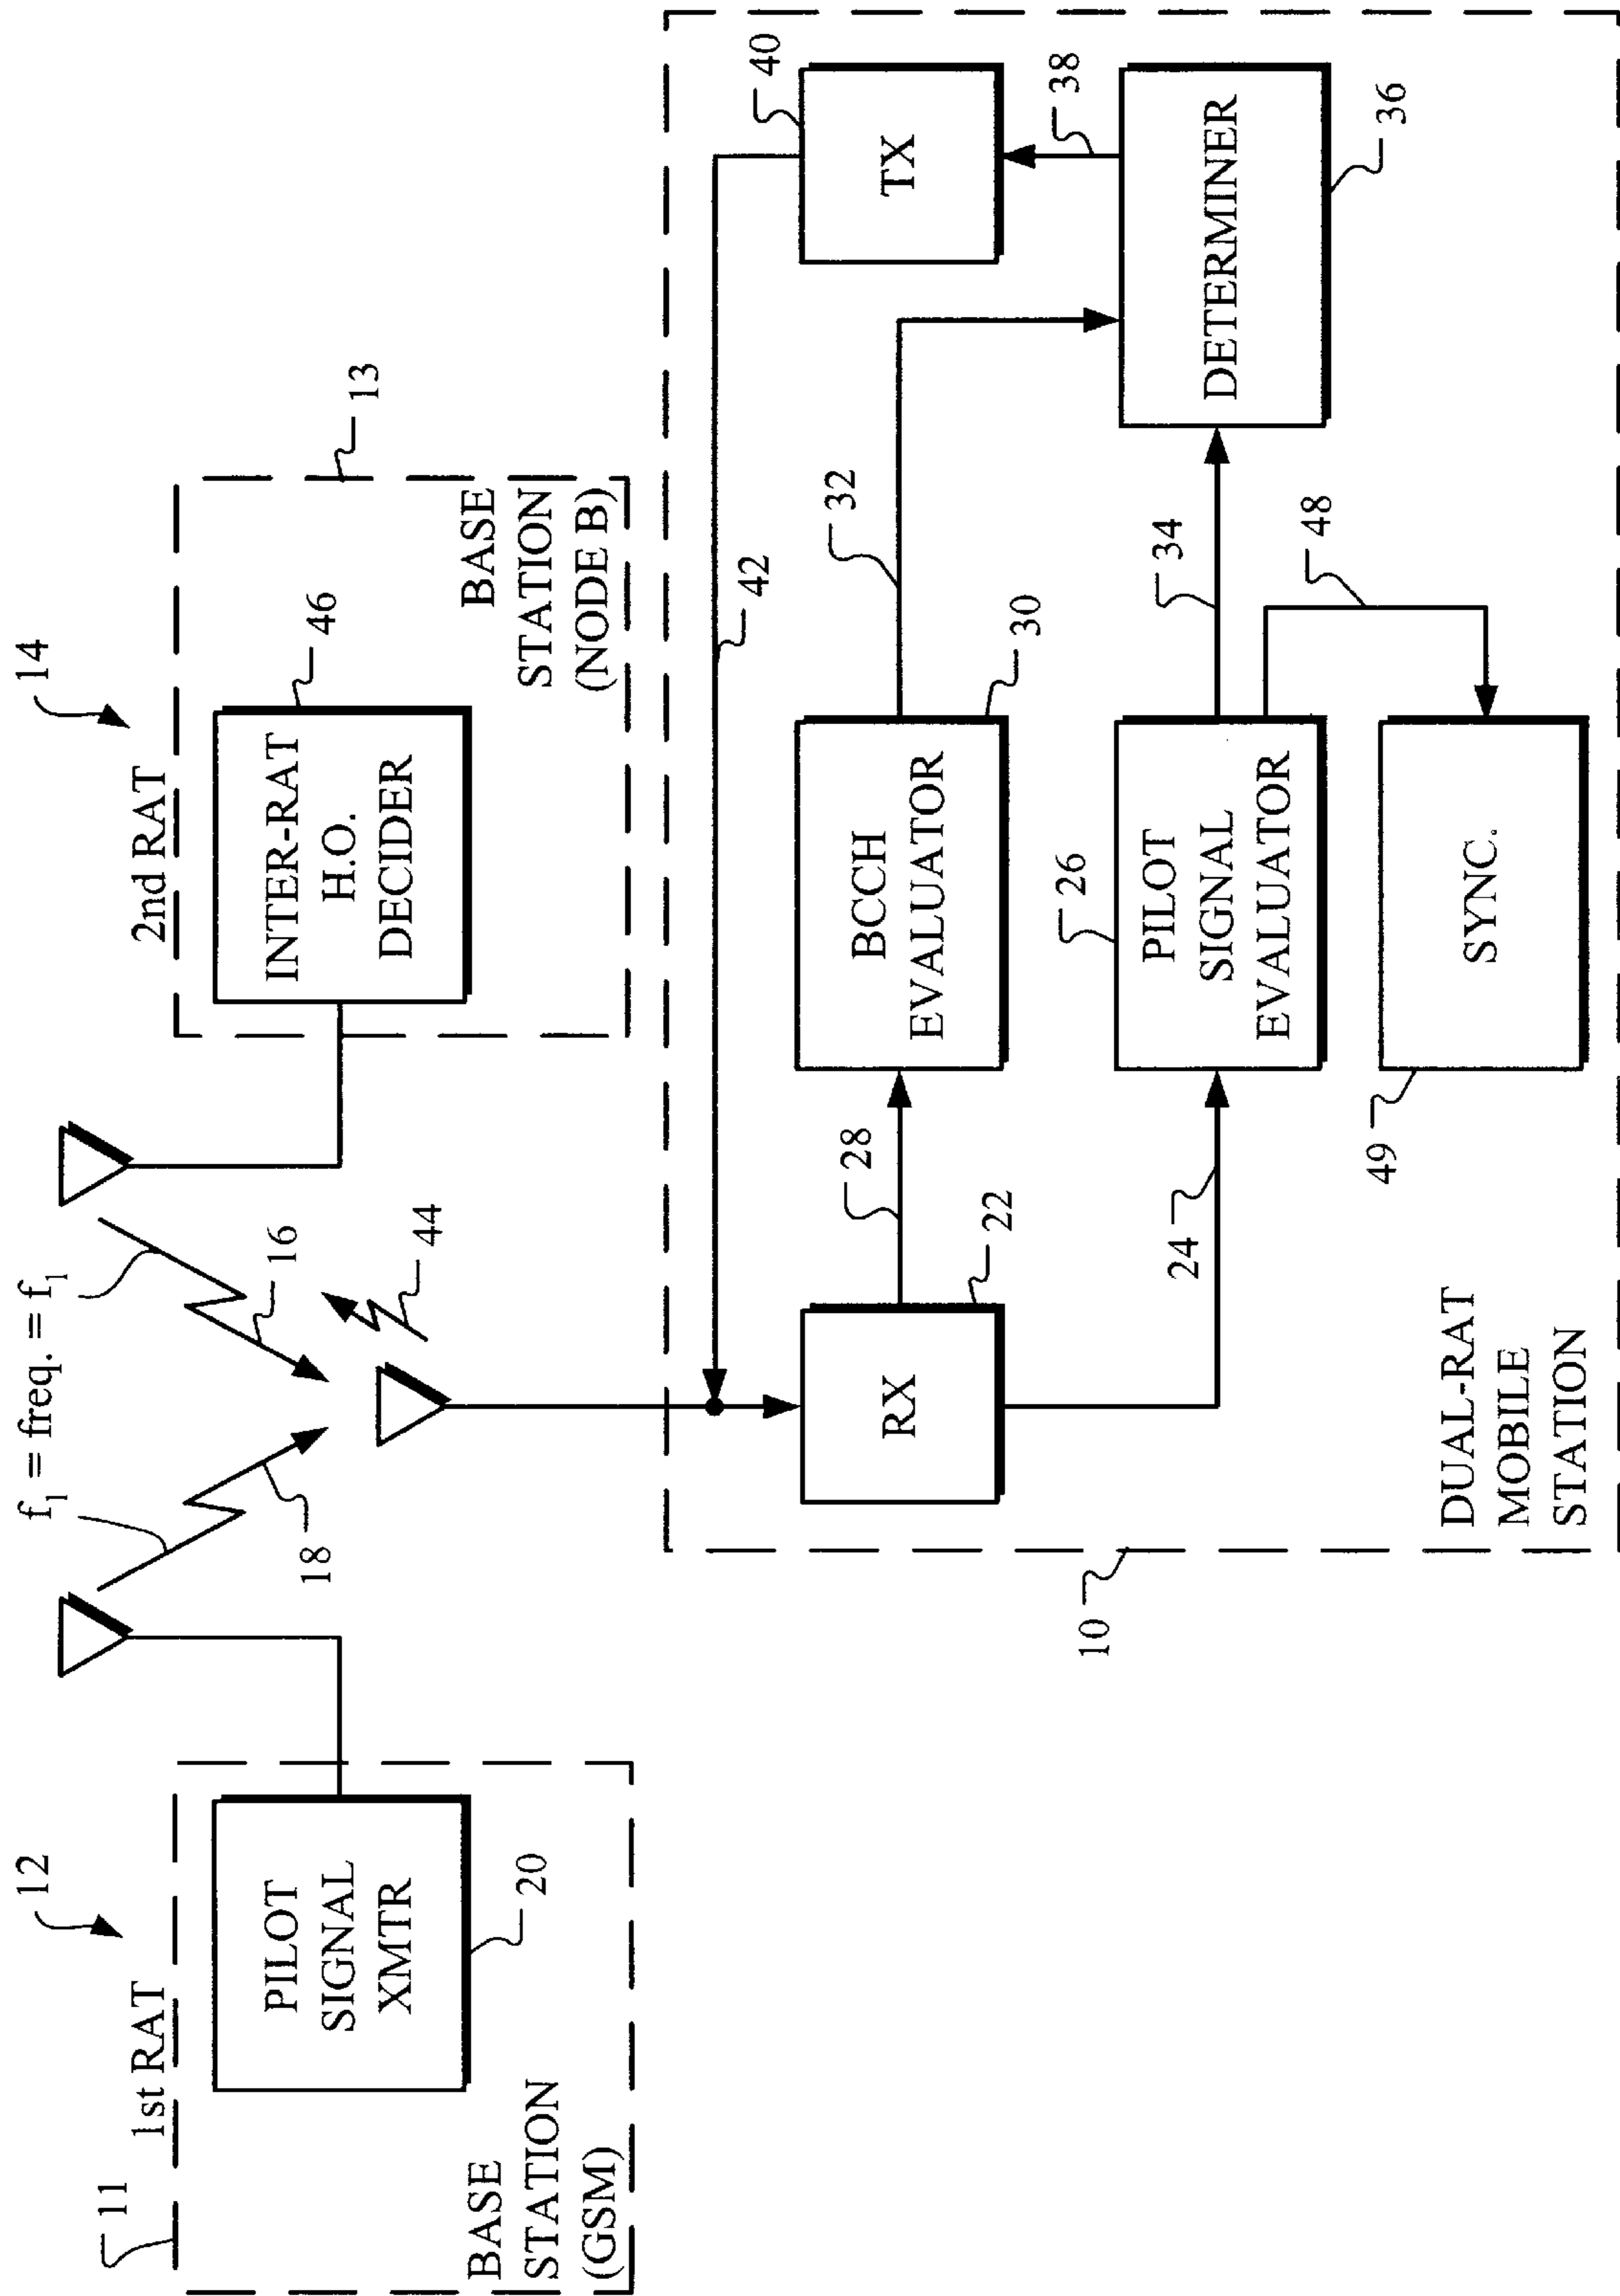 f1 = freq. = f1
12
14
11
1st RAT
2nd RAT
13
PILOT
SIGNAL
XMTR
20
BASE
STATION
(GSM)
18
16
44
INTER-RAT
H.O.
DECIDER
46
BASE
STATION
(NODE B)
10
42
RX
22
28
BCCH
EVALUATOR
30
32
TX
40
38
24
26
PILOT
SIGNAL
EVALUATOR
34
DETERMINER
36
48
49
SYNC.
DUAL-RAT
MOBILE
STATION